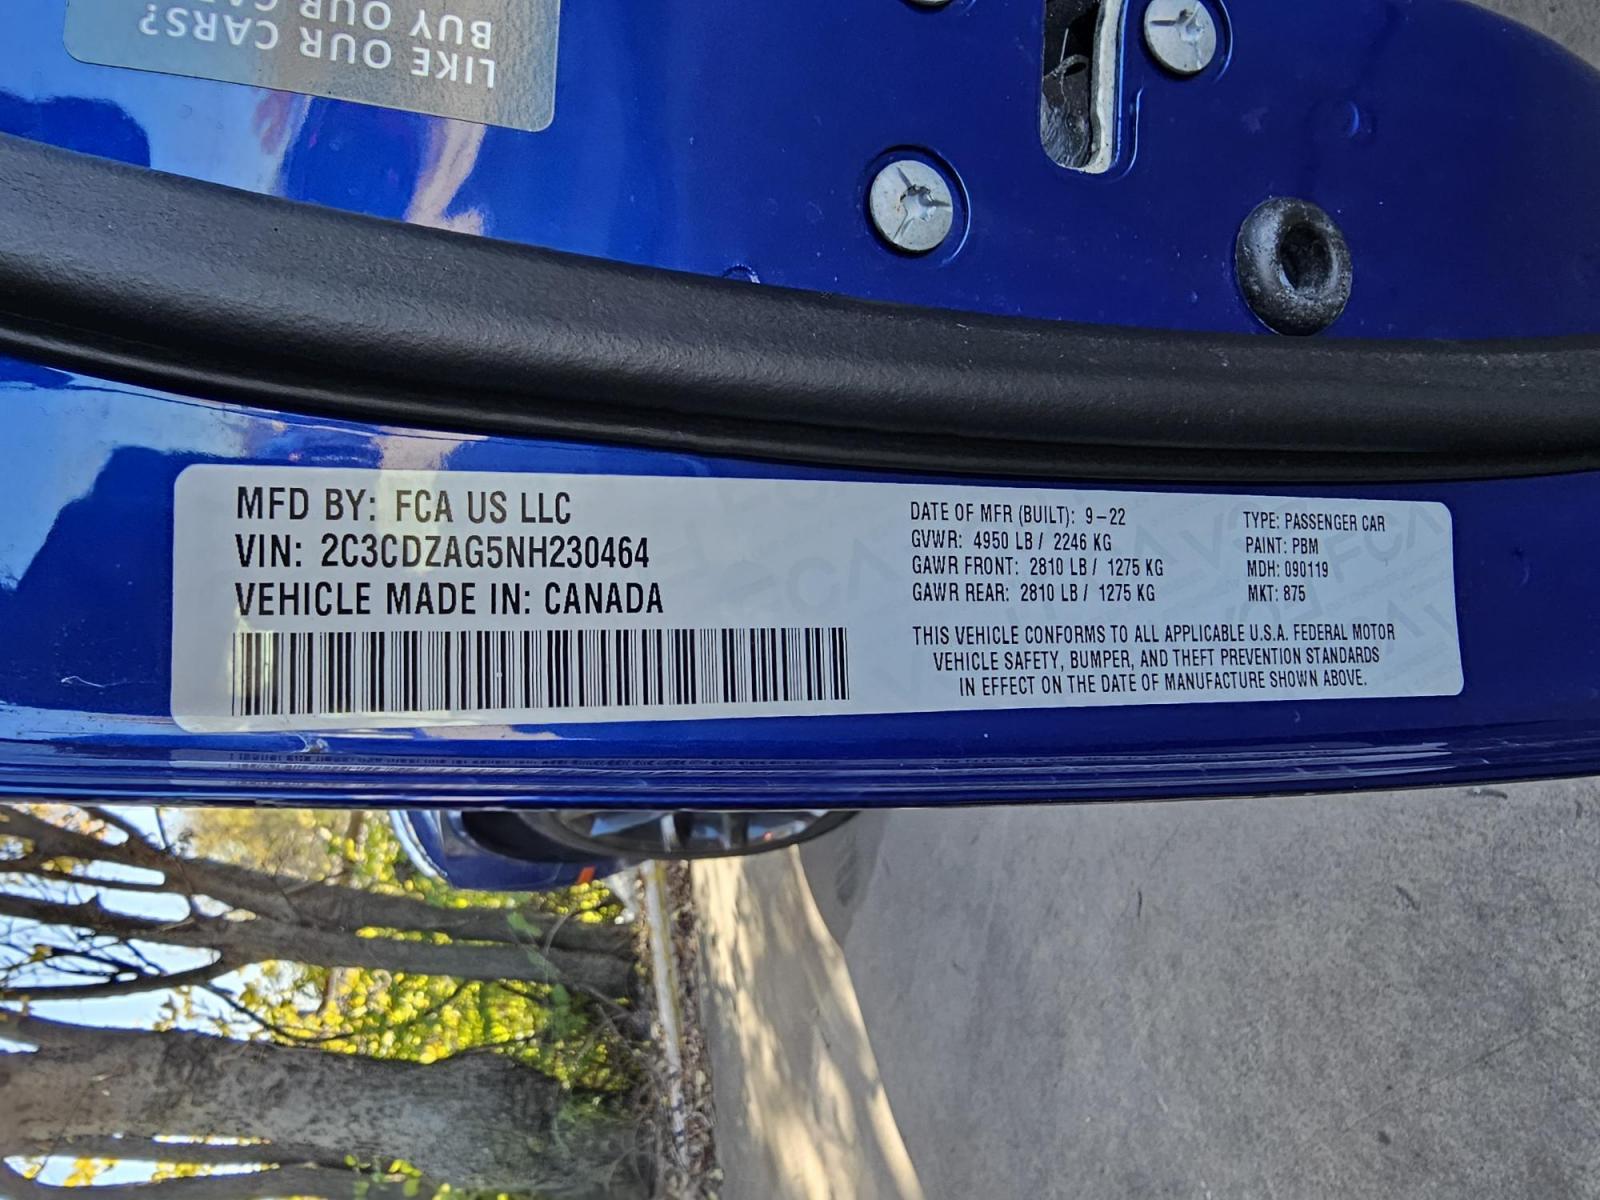 LIKE OUR CARS?
BUY OUR CA
MFD BY: FCA US LLC
VIN: 2C3CDZAG5NH230464
VEHICLE MADE IN: CANADA
DATE OF MFR (BUILT): 9-22
GVWR: 4950 LB / 2246 KG
GAWR FRONT: 2810 LB / 1275 KG
GAWR REAR: 2810 LB / 1275 KG
TYPE: PASSENGER CAR
PAINT: PBM
MDH: 090119
MKT: 875
THIS VEHICLE CONFORMS TO ALL APPLICABLE U.S.A. FEDERAL MOTOR
VEHICLE SAFETY, BUMPER, AND THEFT PREVENTION STANDARDS
IN EFFECT ON THE DATE OF MANUFACTURE SHOWN ABOVE.